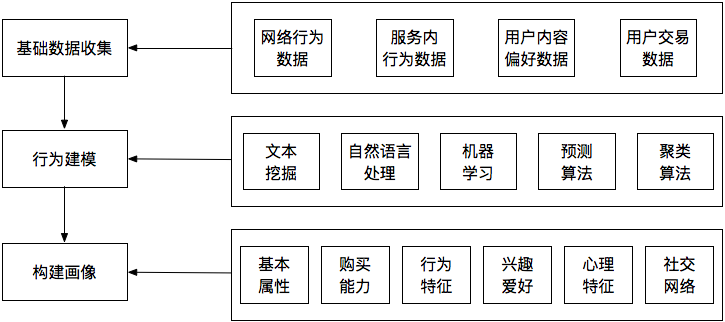 基础数据收集
网络行为
数据
服务内
行为数据
用户内容
偏好数据
用户交易
数据
行为建模
文本
挖掘
自然语言
处理
机器
学习
预测
算法
聚类
算法
构建画像
基本
属性
购买
能力
行为
特征
兴趣
爱好
心理
特征
社交
网络